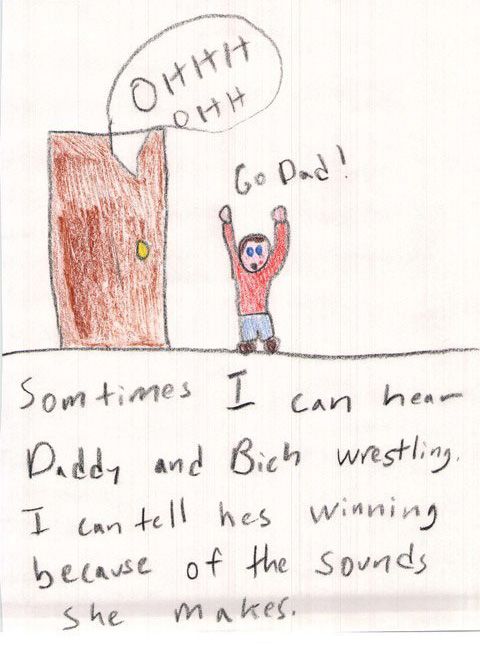 OHHH
OHH
Go Dad!
Somtimes I can hear
Daddy and Bich wrestling.
I can tell hes winning
because of the sounds
she makes.